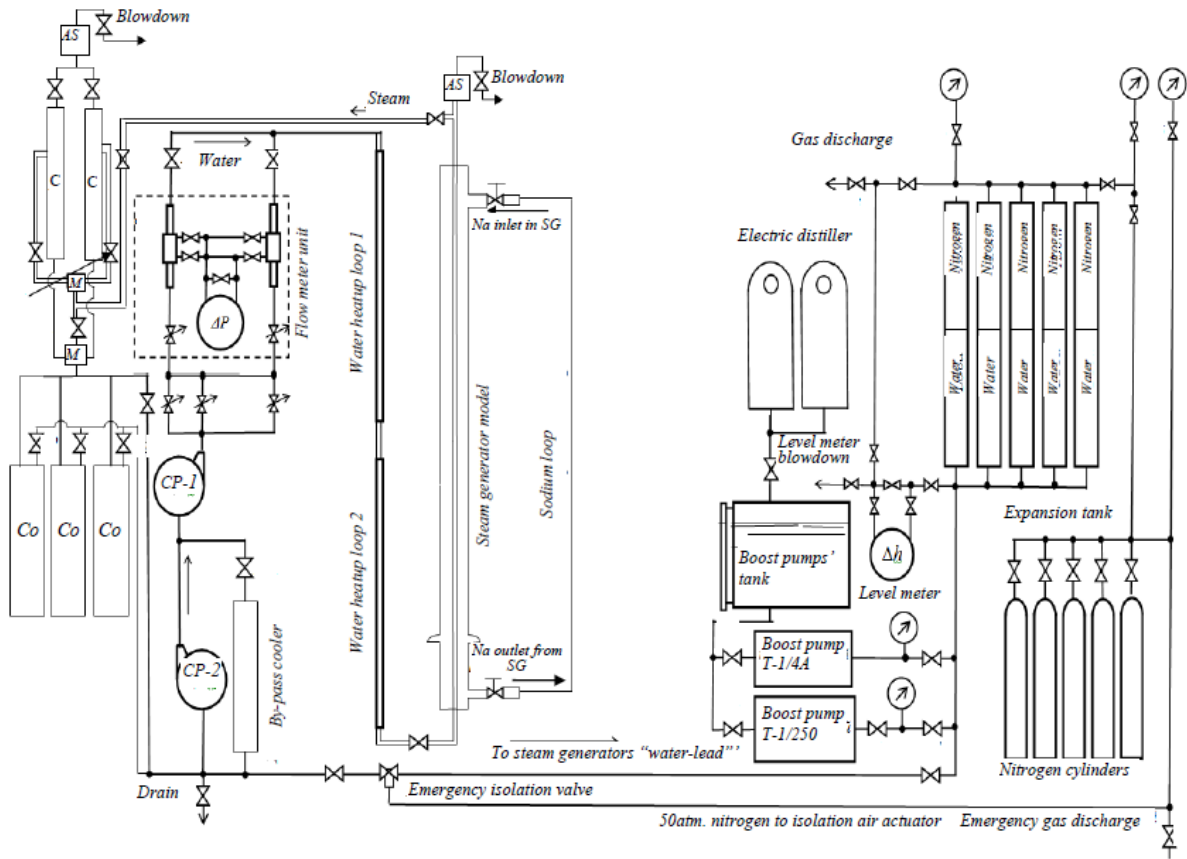 AS
Blowdown
AS
Blowdown
Steam
Water
C
C
M
M
Flow meter unit
ΔP
Water heatup loop 1
Water heatup loop 2
Steam generator model
Na inlet in SG
Sodium loop
Na outlet from
SG
CP-1
CP-2
Co
Co
Co
By-pass cooler
Drain
Gas discharge
Electric distiller
Nitrogen
Nitrogen
Nitrogen
Nitrogen
Nitrogen
Water
Water
Water
Water
Water
Level meter
blowdown
Expansion tank
Boost pumps'
tank
Δh
Level meter
Boost pump
T-1/4A
Boost pump
T-1/250
To steam generators "water-lead"'
Nitrogen cylinders
Emergency isolation valve
50atm. nitrogen to isolation air actuator
Emergency gas discharge